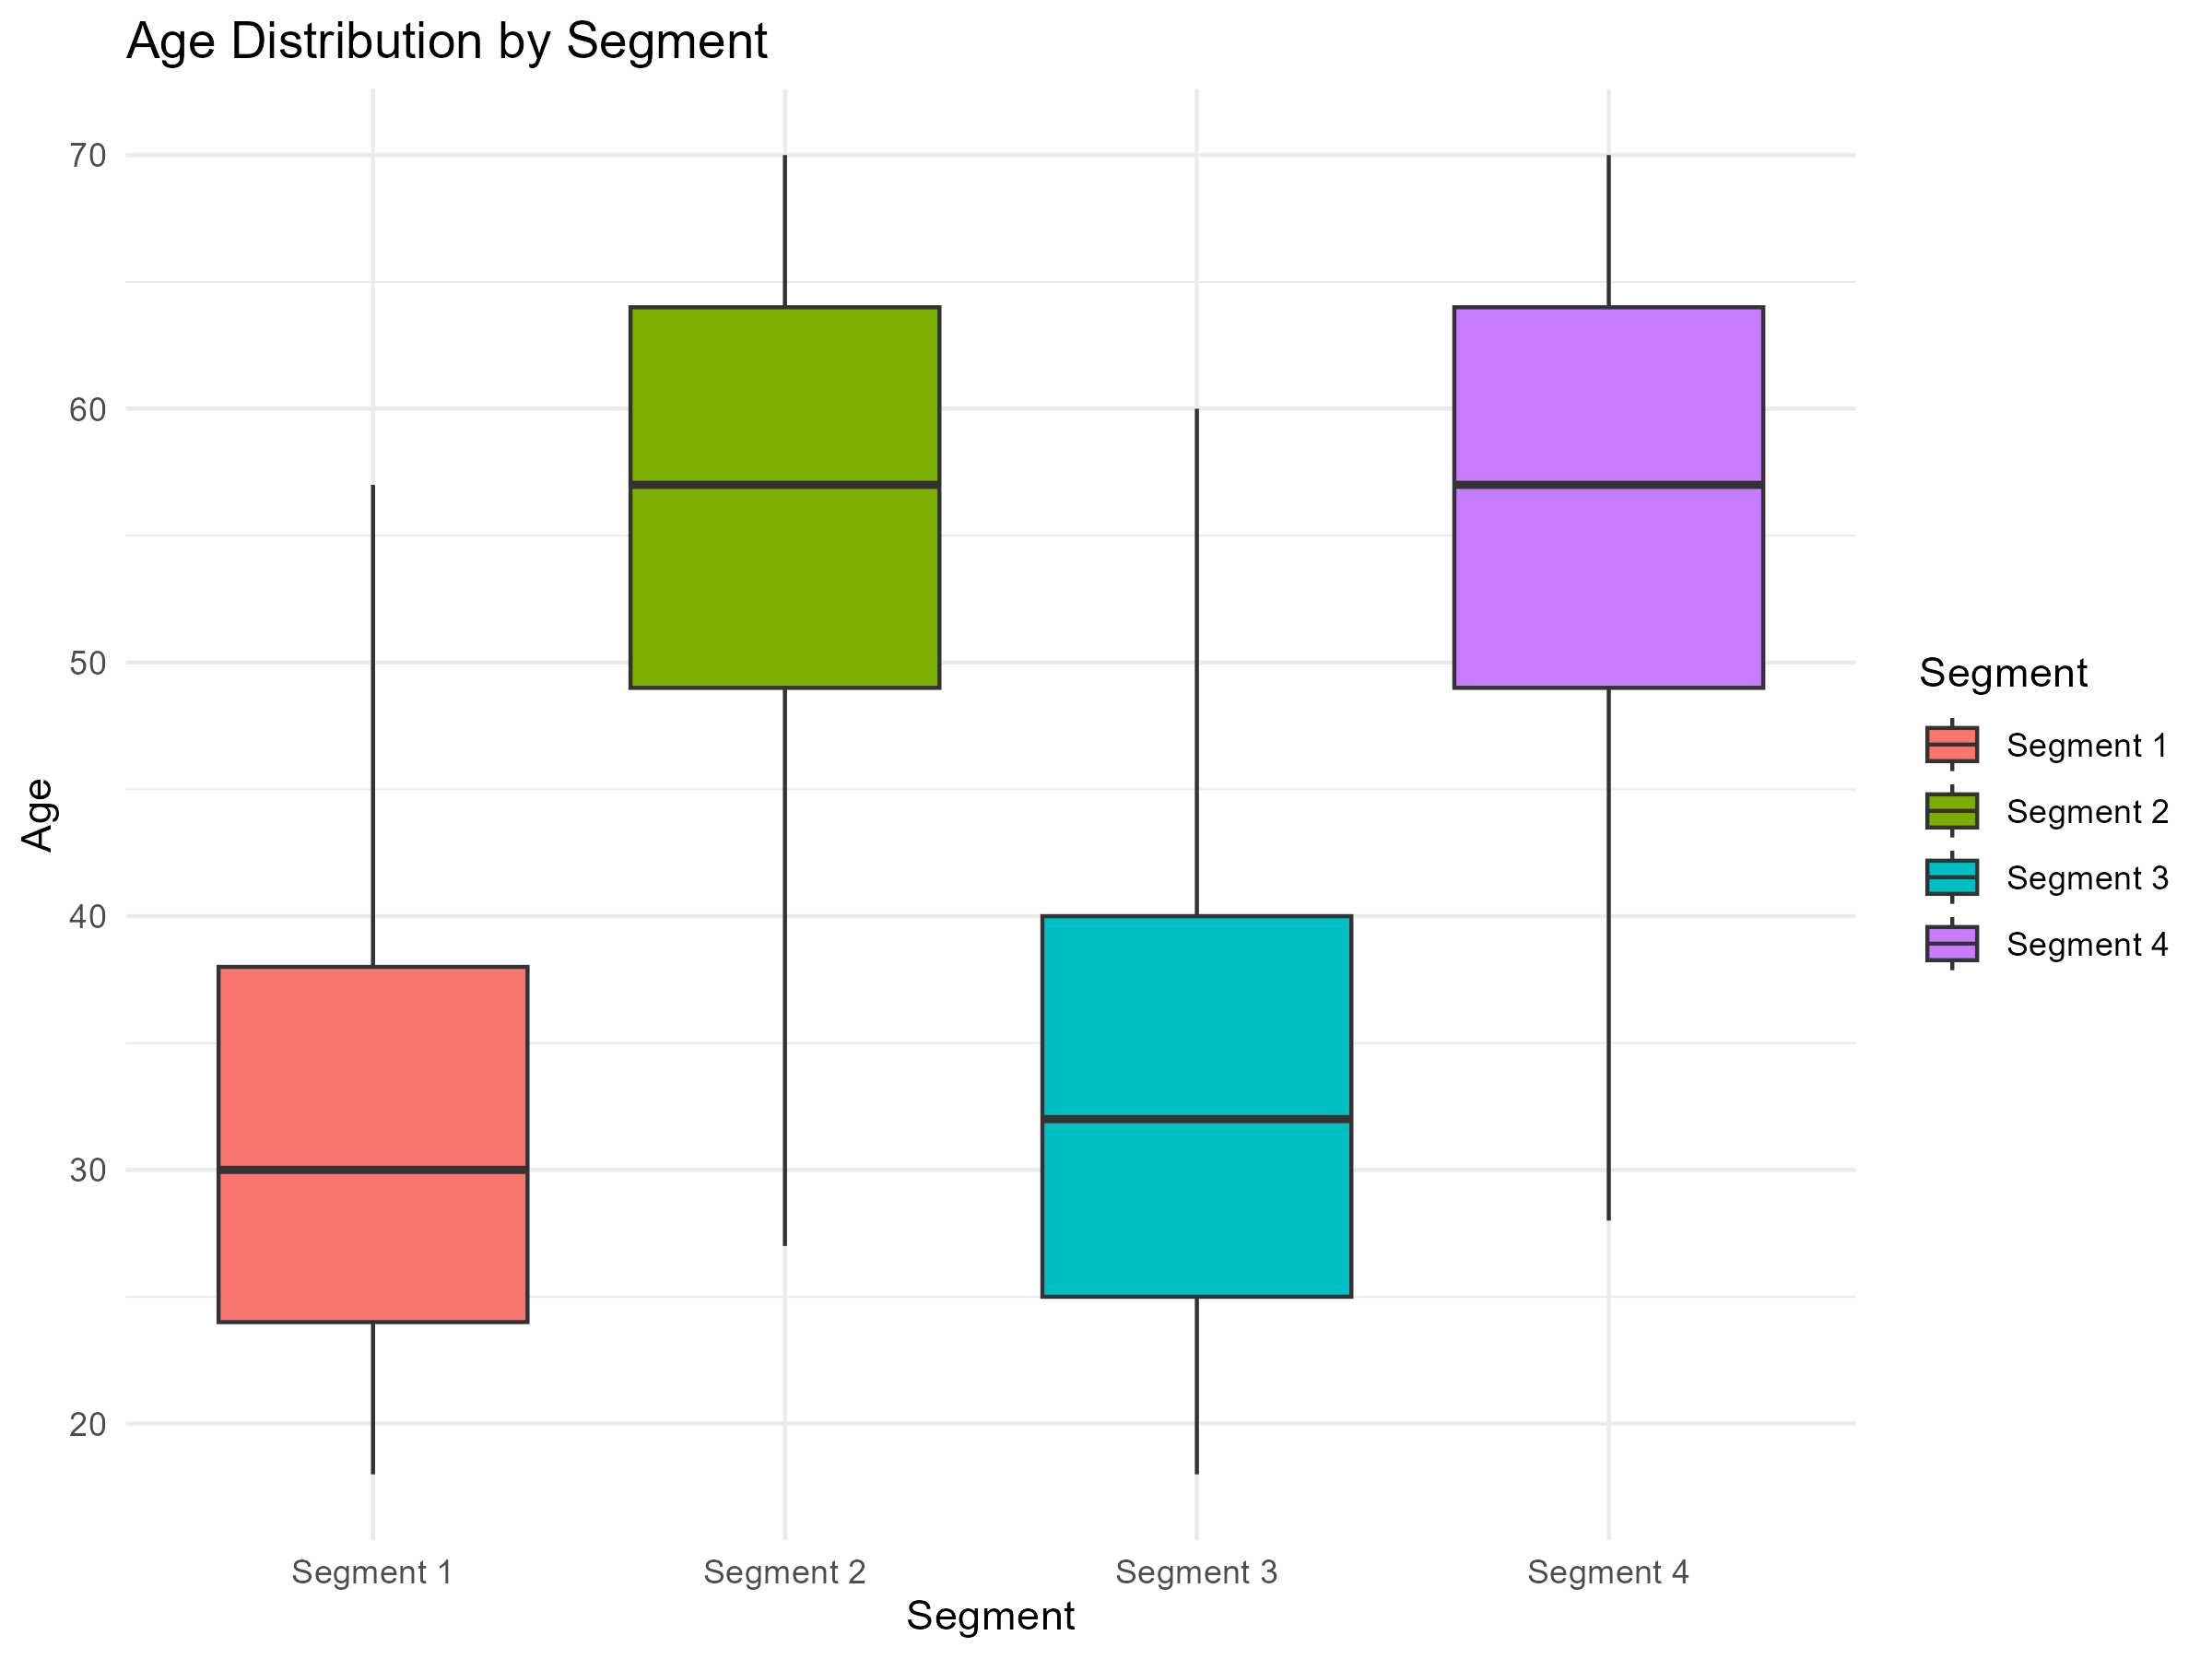 Age Distribution by Segment
70
60
50
40
30
20
Age
Segment 1
Segment 2
Segment 3
Segment 4
Segment
Segment
Segment 1
Segment 2
Segment 3
Segment 4